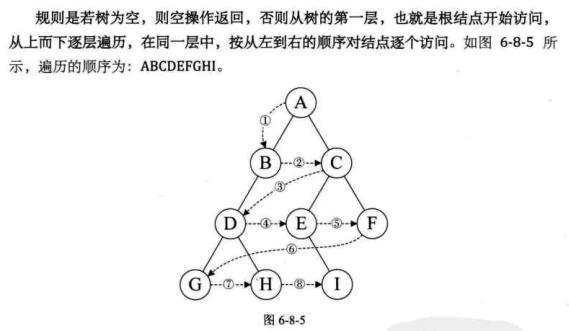 规则是若树为空，则空操作返回，否则从树的第一层，也就是根结点开始访问，
从上而下逐层遍历，在同一层中，按从左到右的顺序对结点逐个访问。如图 6-8-5 所
示，遍历的顺序为：ABCDEFGHI。
A
①
B
②
C
③
D
④
E
⑤
F
⑥
G
⑦
H
⑧
I
图 6-8-5